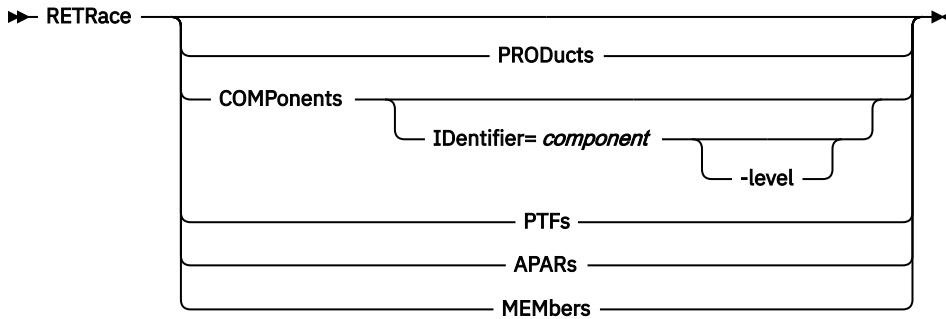 RETRace
PRODucts
COMPonents
IDentifier= component
-level
PTFs
APARs
MEMbers